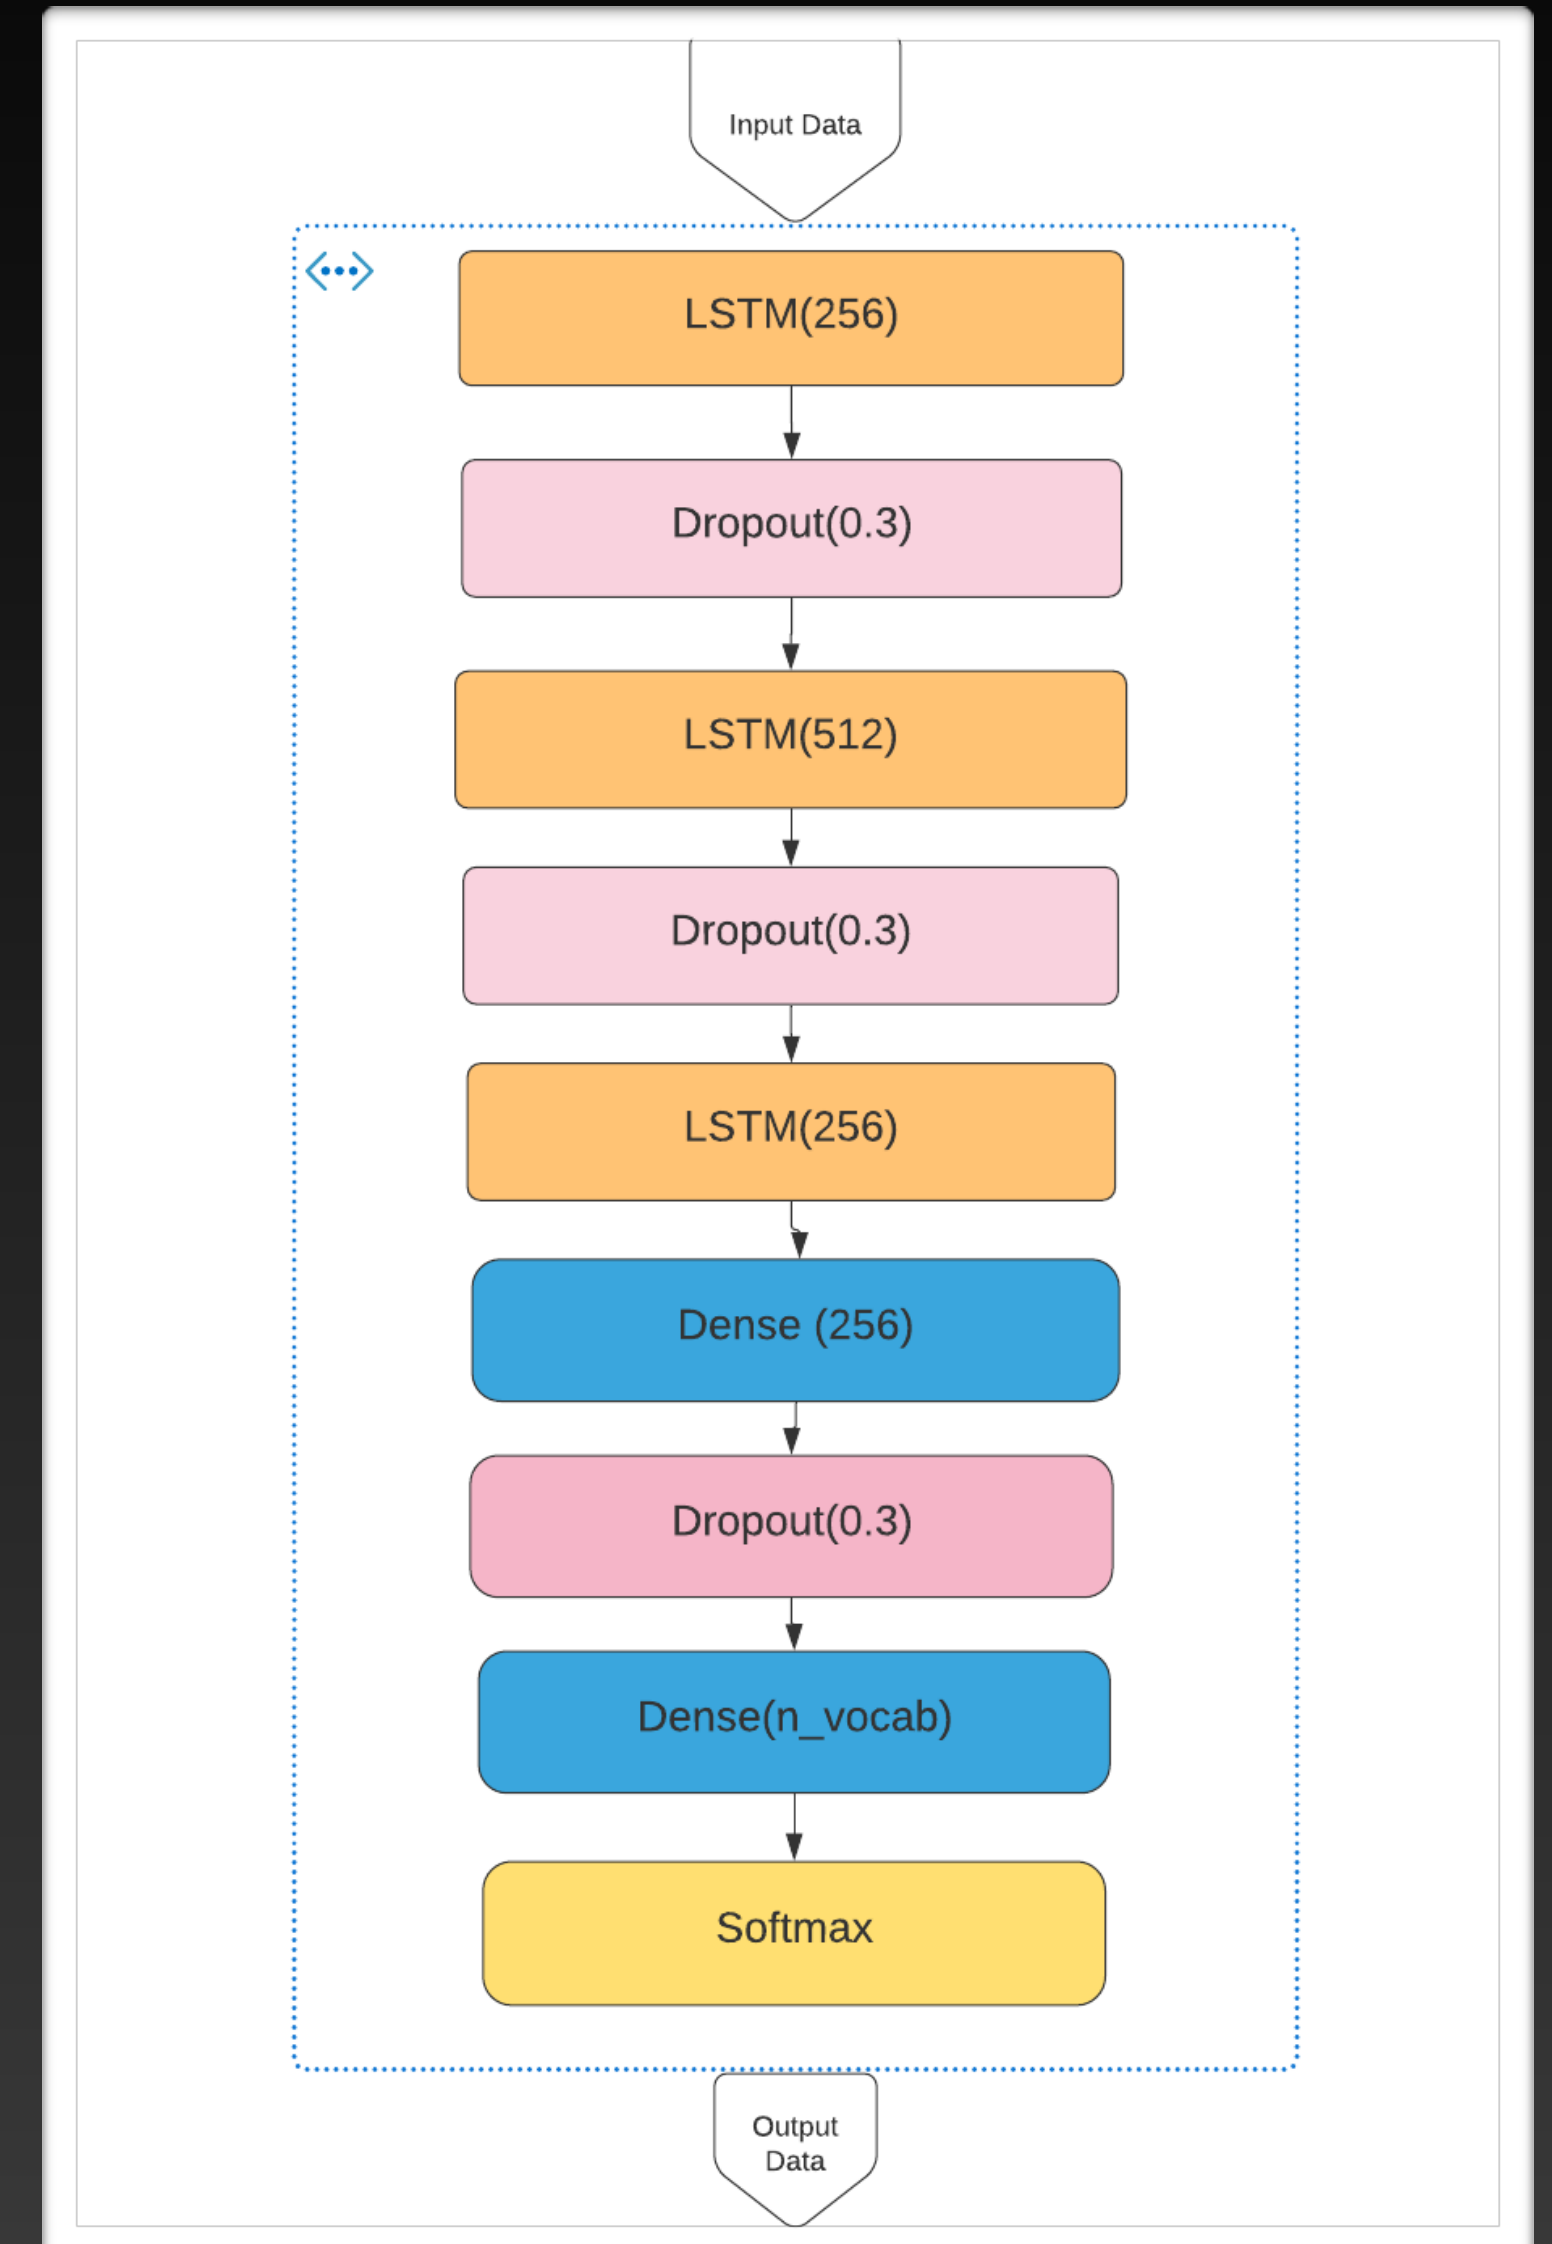 Input Data
LSTM(256)
Dropout(0.3)
LSTM(512)
Dropout(0.3)
LSTM(256)
Dense (256)
Dropout(0.3)
Dense(n_vocab)
Softmax
Output
Data